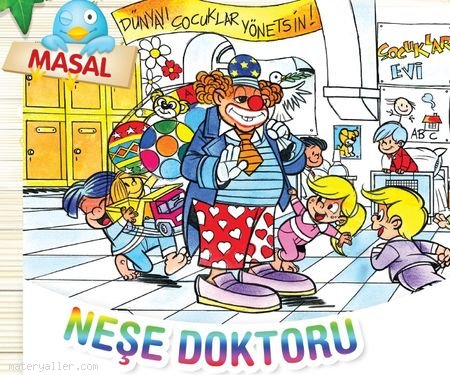 DÜNYAYI ÇOCUKLAR YÖNETSİN!
MASAL
ÇOCUKLAR
EVİ
ABC
NEŞE DOKTORU
materyaller.com